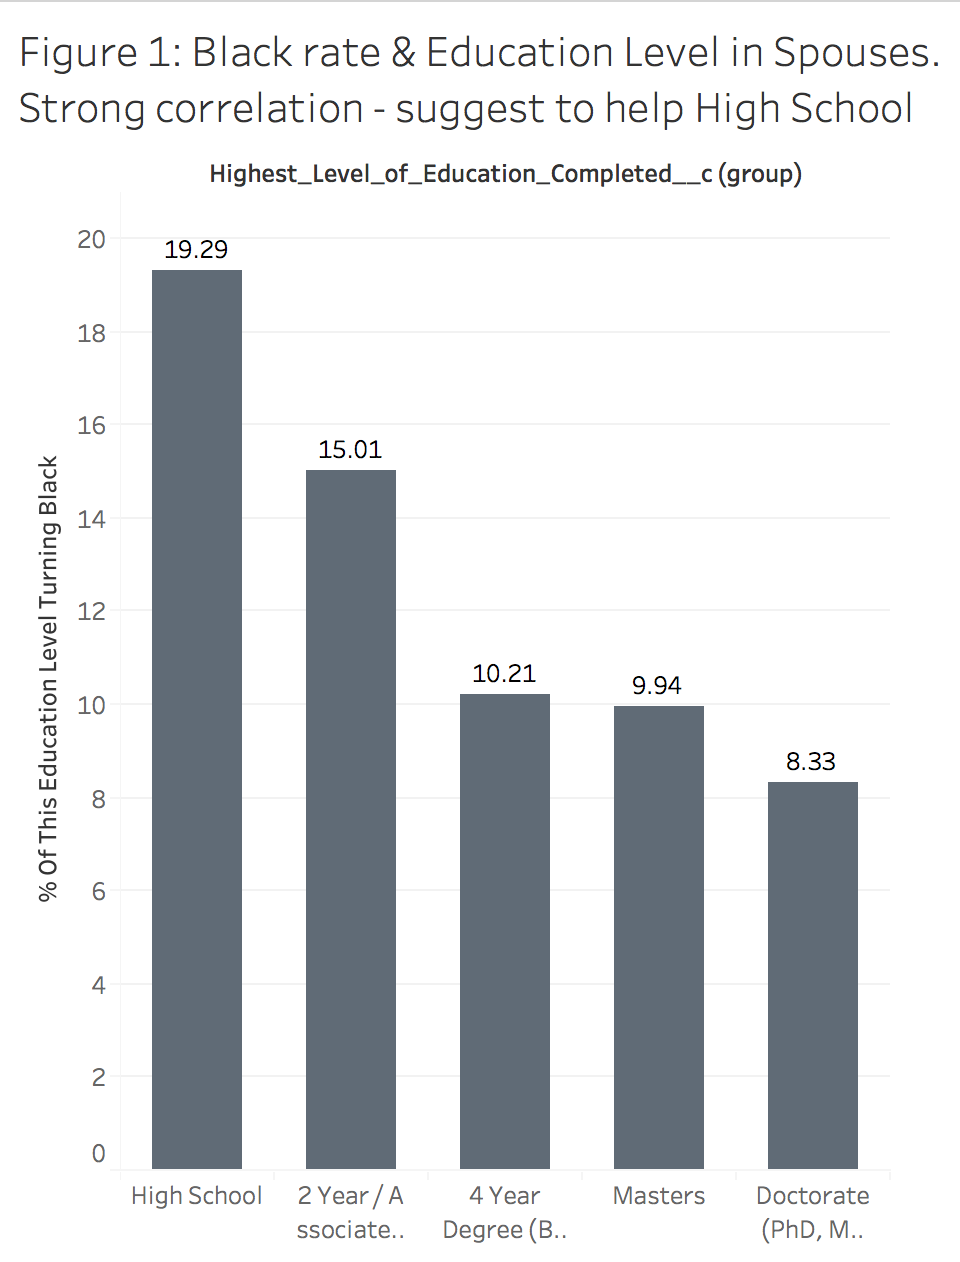 Figure 1: Black rate & Education Level in Spouses.
Strong correlation - suggest to help High School
Highest_Level_of_Education_Completed__c (group)
% Of This Education Level Turning Black
20
18
16
14
12
10
8
6
4
2
0
19.29
15.01
10.21
9.94
8.33
High School
2 Year / A
ssociate..
4 Year
Degree (B..
Masters
Doctorate
(PhD, M..